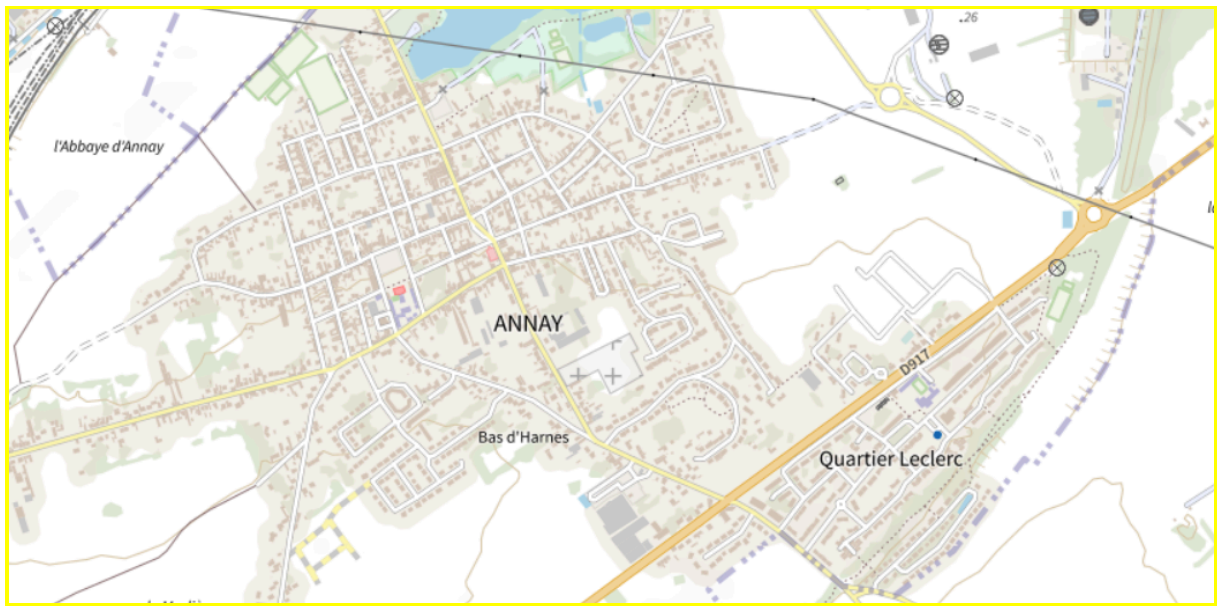 .26
l'Abbaye d'Annay
ANNAY
D917
Bas d'Harnes
Quartier Leclerc